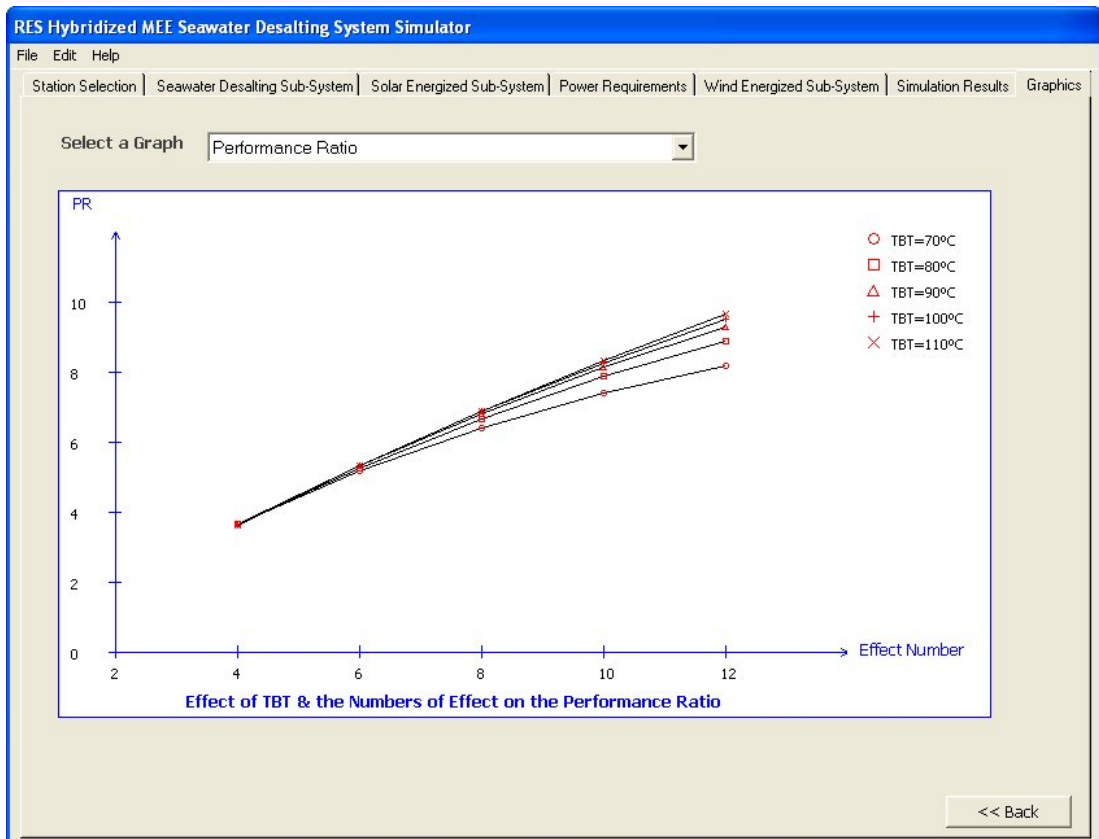 RES Hybridized MEE Seawater Desalting System Simulator
File Edit Help
Station Selection Seawater Desalting Sub-System Solar Energized Sub-System Power Requirements Wind Energized Sub-System Simulation Results Graphics
Select a Graph Performance Ratio
PR
TBT=70ºC
TBT=80ºC
TBT=90ºC
TBT=100ºC
TBT=110ºC
10
8
6
4
2
0
Effect Number
2 4 6 8 10 12
Effect of TBT & the Numbers of Effect on the Performance Ratio
<< Back